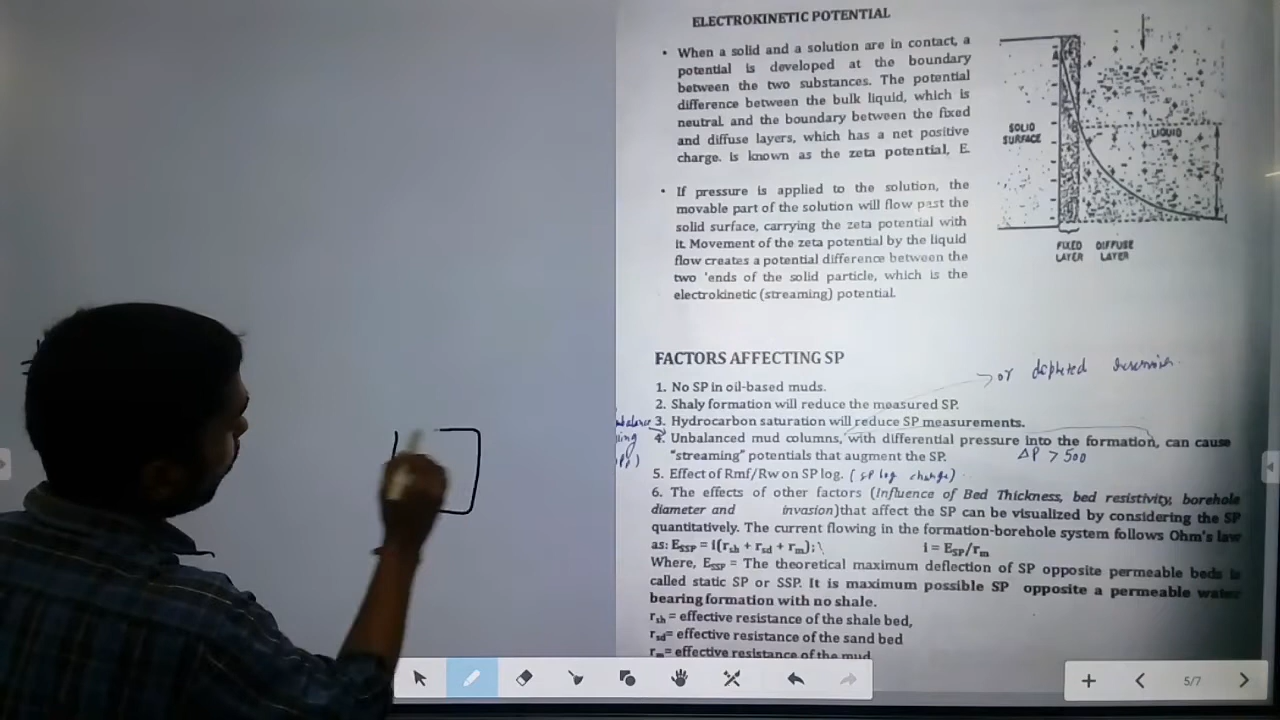 ELECTROKINETIC POTENTIAL
• When a solid and a solution are in contact, a
potential is developed at the boundary
between the two substances. The potential
difference between the bulk liquid, which is
neutral and the boundary between the fixed
and diffuse layers, which has a net positive
charge. is known as the zeta potential, E.
• If pressure is applied to the solution, the
movable part of the solution will flow past the
solid surface, carrying the zeta potential with
it. Movement of the zeta potential by the liquid
flow creates a potential difference between the
two 'ends of the solid particle, which is the
electrokinetic (streaming) potential.
SOLID
SURFACE
LIQUID
FIXED DIFFUSE
LAYER LAYER
FACTORS AFFECTING SP
or depleted
1. No SP in oil-based muds.
2. Shaly formation will reduce the measured SP.
3. Hydrocarbon saturation will reduce SP measurements.
4. Unbalanced mud columns, with differential pressure into the formation, can cause
"streaming" potentials that augment the SP.
ΔP > 500
5. Effect of Rmf/Rw on SP log. (SP log change)
6. The effects of other factors (Influence of Bed Thickness, bed resistivity, borehole
diameter and invasion)that affect the SP can be visualized by considering the SP
quantitatively. The current flowing in the formation-borehole system follows Ohm's law
as: ESSP = I(rsh + rsd + rm);\ I = ESP/rm
Where, ESSP = The theoretical maximum deflection of SP opposite permeable beds is
called static SP or SSP. It is maximum possible SP opposite a permeable water
bearing formation with no shale.
rsh = effective resistance of the shale bed,
rsd= effective resistance of the sand bed
rm= effective resistance of the mud
5/7